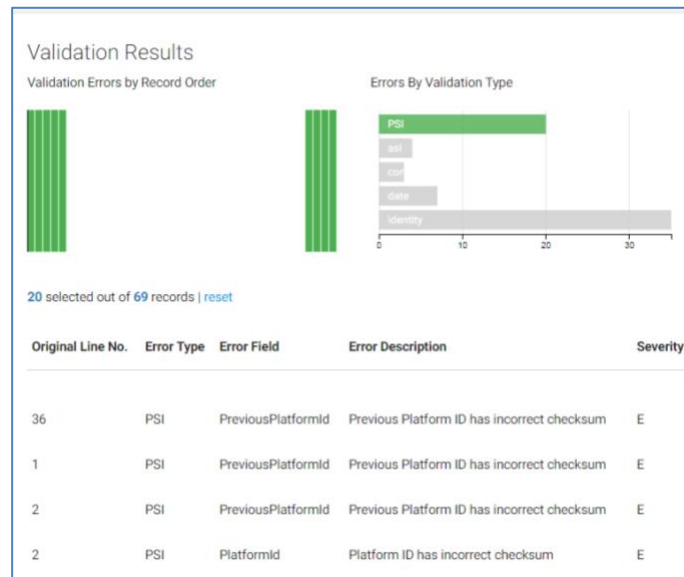 Validation Results
Validation Errors by Record Order
Errors By Validation Type
PSI
asl
cor
date
identity
0 10 20 30
20 selected out of 69 records | reset
Original Line No. Error Type Error Field Error Description Severity
36 PSI PreviousPlatformId Previous Platform ID has incorrect checksum E
1 PSI PreviousPlatformId Previous Platform ID has incorrect checksum E
2 PSI PreviousPlatformId Previous Platform ID has incorrect checksum E
2 PSI PlatformId Platform ID has incorrect checksum E